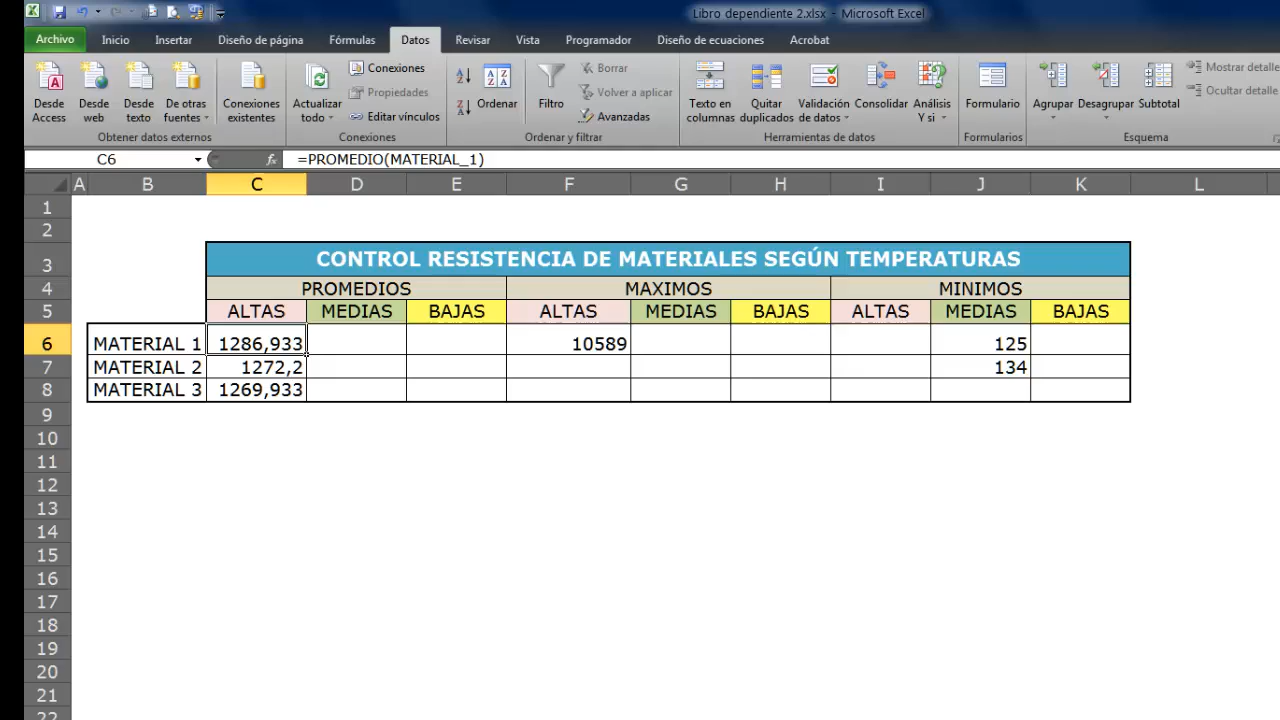 Libro dependiente 2.xlsx - Microsoft Excel
Archivo Inicio Insertar Diseño de página Fórmulas Datos Revisar Vista Programador Diseño de ecuaciones Acrobat
Desde Access Desde web Desde texto De otras fuentes Conexiones existentes
Obtener datos externos
Actualizar todo Conexiones Propiedades Editar vínculos
Conexiones
Ordenar Filtro Borrar Volver a aplicar Avanzadas
Ordenar y filtrar
Texto en columnas Quitar duplicados Validación de datos Consolidar Análisis Y si
Herramientas de datos
Formulario
Formularios
Agrupar Desagrupar Subtotal Mostrar detalle Ocultar detalle
Esquema
C6 fx =PROMEDIO(MATERIAL_1)
A B C D E F G H I J K L
1
2
3 CONTROL RESISTENCIA DE MATERIALES SEGÚN TEMPERATURAS
4 PROMEDIOS MAXIMOS MINIMOS
5 ALTAS MEDIAS BAJAS ALTAS MEDIAS BAJAS ALTAS MEDIAS BAJAS
6 MATERIAL 1 1286,933 10589 125
7 MATERIAL 2 1272,2 134
8 MATERIAL 3 1269,933
9
10
11
12
13
14
15
16
17
18
19
20
21
22